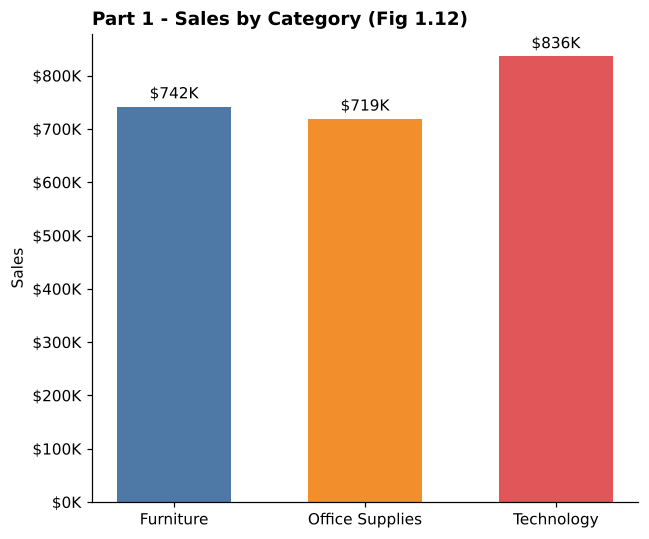 Part 1 - Sales by Category (Fig 1.12)
$836K
$742K
$719K
$800K
$700K
$600K
$500K
$400K
$300K
$200K
$100K
$0K
Sales
Furniture
Office Supplies
Technology